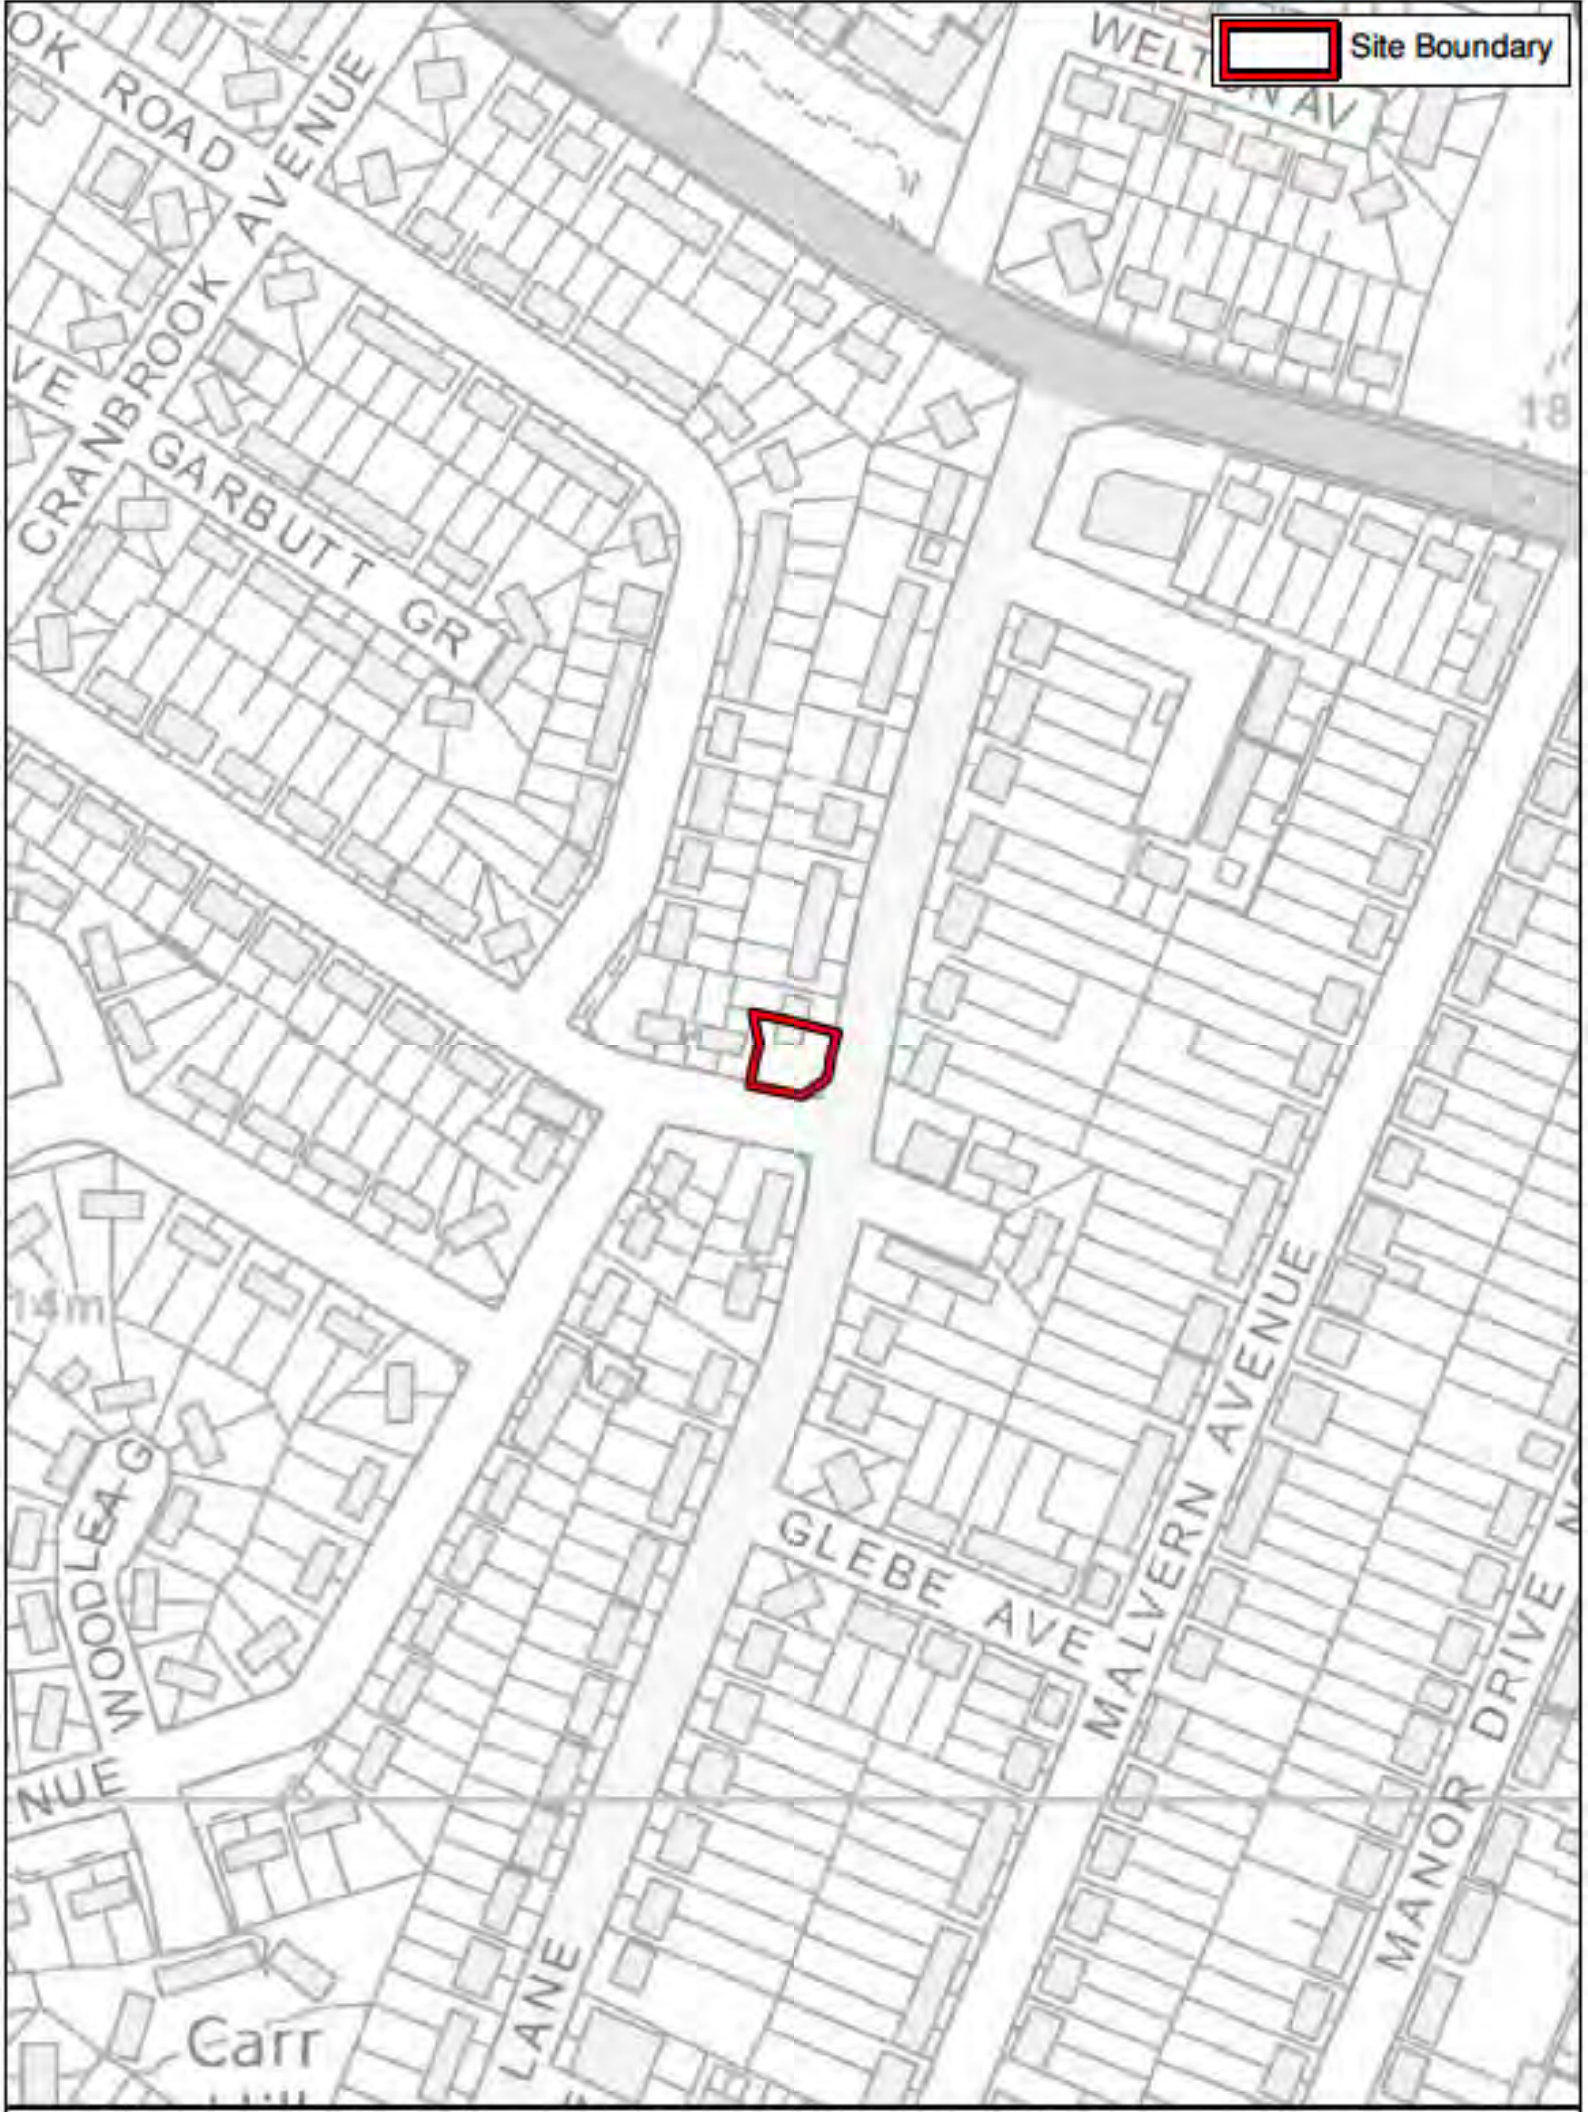 Site Boundary
WELTON AV
OK ROAD
CRANBROOK AVENUE
VE
GARBUTT GR
18
14m
WOODLEA G
GLEBE AVE
MALVERN AVENUE
MANOR DRIVE
NUE
LANE
Carr